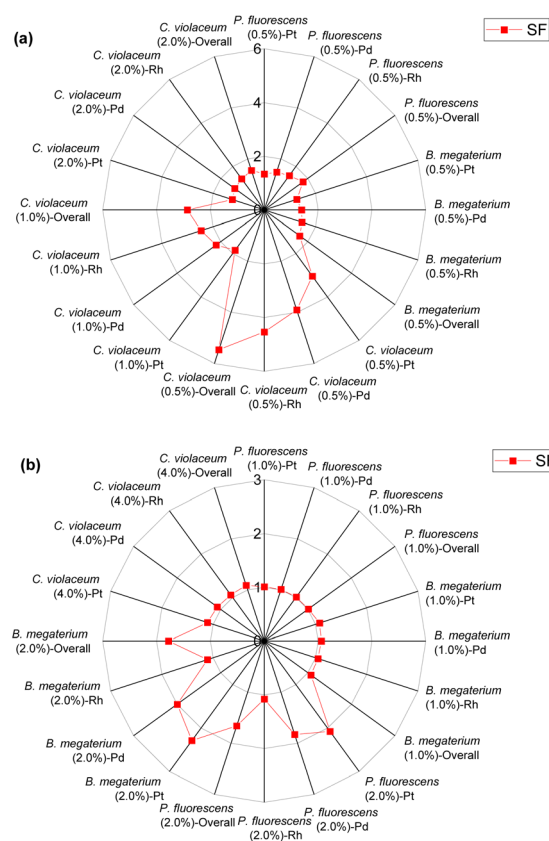 (a)
SF
6
4
2
0
P. fluorescens
(0.5%)-Pt
P. fluorescens
(0.5%)-Pd
P. fluorescens
(0.5%)-Rh
P. fluorescens
(0.5%)-Overall
B. megaterium
(0.5%)-Pt
B. megaterium
(0.5%)-Pd
B. megaterium
(0.5%)-Rh
B. megaterium
(0.5%)-Overall
C. violaceum
(0.5%)-Pt
C. violaceum
(0.5%)-Pd
C. violaceum
(0.5%)-Rh
C. violaceum
(0.5%)-Overall
C. violaceum
(1.0%)-Pt
C. violaceum
(1.0%)-Pd
C. violaceum
(1.0%)-Rh
C. violaceum
(1.0%)-Overall
C. violaceum
(2.0%)-Pt
C. violaceum
(2.0%)-Pd
C. violaceum
(2.0%)-Rh
C. violaceum
(2.0%)-Overall
(b)
SF
3
2
1
0
P. fluorescens
(1.0%)-Pt
P. fluorescens
(1.0%)-Pd
P. fluorescens
(1.0%)-Rh
P. fluorescens
(1.0%)-Overall
B. megaterium
(1.0%)-Pt
B. megaterium
(1.0%)-Pd
B. megaterium
(1.0%)-Rh
B. megaterium
(1.0%)-Overall
P. fluorescens
(2.0%)-Pt
P. fluorescens
(2.0%)-Pd
P. fluorescens
(2.0%)-Rh
P. fluorescens
(2.0%)-Overall
B. megaterium
(2.0%)-Pt
B. megaterium
(2.0%)-Pd
B. megaterium
(2.0%)-Rh
B. megaterium
(2.0%)-Overall
C. violaceum
(4.0%)-Pt
C. violaceum
(4.0%)-Pd
C. violaceum
(4.0%)-Rh
C. violaceum
(4.0%)-Overall